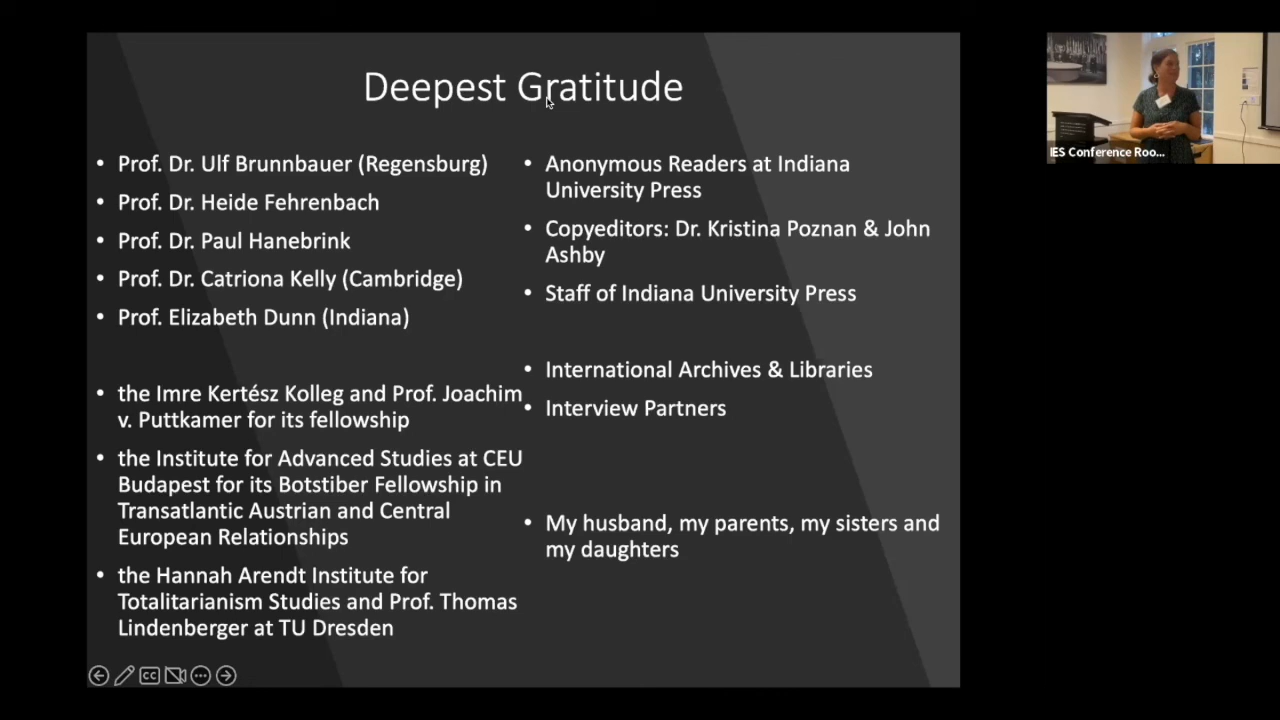 Deepest Gratitude
• Prof. Dr. Ulf Brunnbauer (Regensburg)
• Prof. Dr. Heide Fehrenbach
• Prof. Dr. Paul Hanebrink
• Prof. Dr. Catriona Kelly (Cambridge)
• Prof. Elizabeth Dunn (Indiana)
• the Imre Kertész Kolleg and Prof. Joachim
v. Puttkamer for its fellowship
• the Institute for Advanced Studies at CEU
Budapest for its Botstiber Fellowship in
Transatlantic Austrian and Central
European Relationships
• the Hannah Arendt Institute for
Totalitarianism Studies and Prof. Thomas
Lindenberger at TU Dresden
• Anonymous Readers at Indiana
University Press
• Copyeditors: Dr. Kristina Poznan & John
Ashby
• Staff of Indiana University Press
• International Archives & Libraries
• Interview Partners
• My husband, my parents, my sisters and
my daughters
CC
IES Conference Roo...